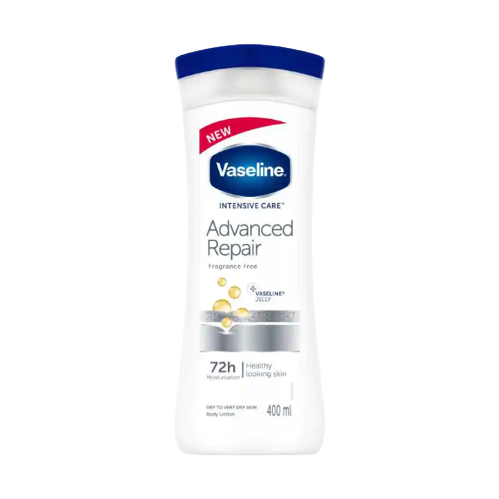 NEW
Vaseline
INTENSIVE CARE™
Advanced
Repair
Fragrance Free
VASELINE®
JELLY
72h
Moisturisation
Healthy
looking skin
DRY TO VERY DRY SKIN
Body Lotion
400 ml